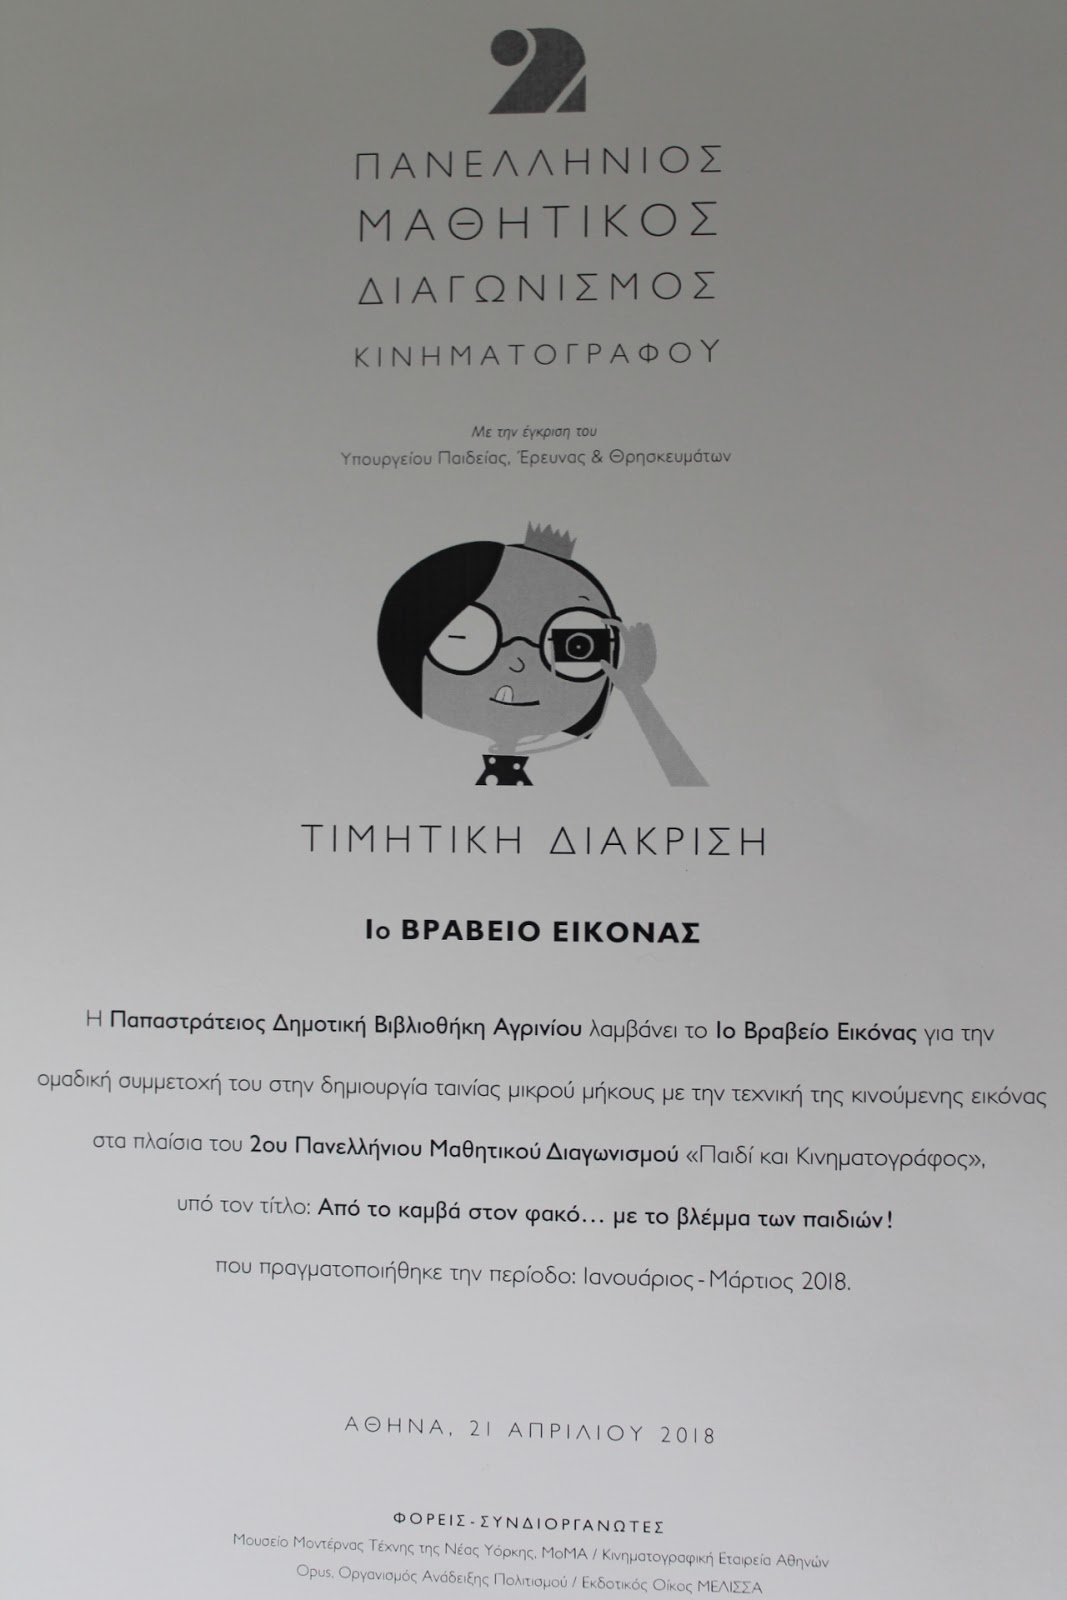 2
ΠΑΝΕΛΛΗΝΙΟΣ
ΜΑΘΗΤΙΚΟΣ
ΔΙΑΓΩΝΙΣΜΟΣ
ΚΙΝΗΜΑΤΟΓΡΑΦΟΥ
Με την έγκριση του
Υπουργείου Παιδείας, Έρευνας & Θρησκευμάτων
ΤΙΜΗΤΙΚΗ ΔΙΑΚΡΙΣΗ
1ο ΒΡΑΒΕΙΟ ΕΙΚΟΝΑΣ
Η Παπαστράτειος Δημοτική Βιβλιοθήκη Αγρινίου λαμβάνει το 1ο Βραβείο Εικόνας για την
ομαδική συμμετοχή του στην δημιουργία ταινίας μικρού μήκους με την τεχνική της κινούμενης εικόνας
στα πλαίσια του 2ου Πανελλήνιου Μαθητικού Διαγωνισμού «Παιδί και Κινηματογράφος»,
υπό τον τίτλο: Από το καμβά στον φακό... με το βλέμμα των παιδιών!
που πραγματοποιήθηκε την περίοδο: Ιανουάριος - Μάρτιος 2018.
ΑΘΗΝΑ, 21 ΑΠΡΙΛΙΟΥ 2018
ΦΟΡΕΙΣ - ΣΥΝΔΙΟΡΓΑΝΩΤΕΣ
Μουσείο Μοντέρνας Τέχνης της Νέας Υόρκης, MoMA / Κινηματογραφική Εταιρεία Αθηνών
Opus, Οργανισμός Ανάδειξης Πολιτισμού / Εκδοτικός Οίκος ΜΕΛΙΣΣΑ